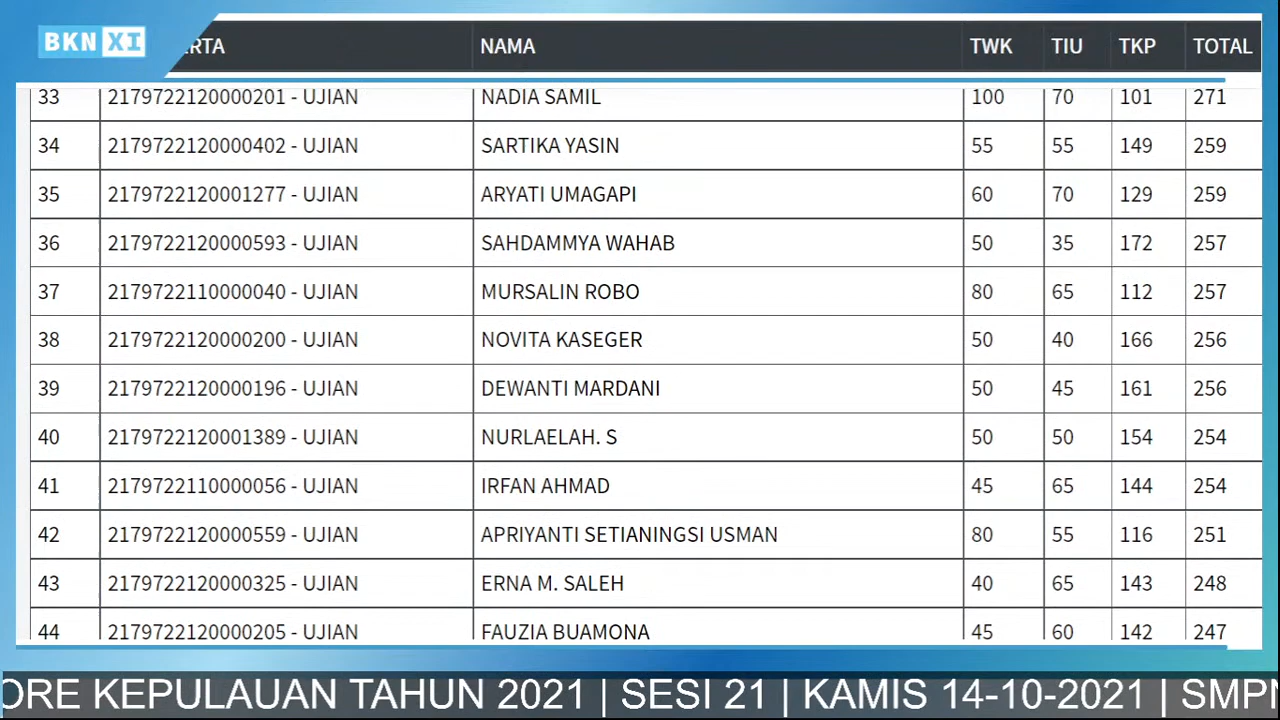 BKN XI
ERTA NAMA TWK TIU TKP TOTAL
33 2179722120000201 - UJIAN NADIA SAMIL 100 70 101 271
34 2179722120000402 - UJIAN SARTIKA YASIN 55 55 149 259
35 2179722120001277 - UJIAN ARYATI UMAGAPI 60 70 129 259
36 2179722120000593 - UJIAN SAHDAMMYA WAHAB 50 35 172 257
37 2179722110000040 - UJIAN MURSALIN ROBO 80 65 112 257
38 2179722120000200 - UJIAN NOVITA KASEGER 50 40 166 256
39 2179722120000196 - UJIAN DEWANTI MARDANI 50 45 161 256
40 2179722120001389 - UJIAN NURLAELAH. S 50 50 154 254
41 2179722110000056 - UJIAN IRFAN AHMAD 45 65 144 254
42 2179722120000559 - UJIAN APRIYANTI SETIANINGSI USMAN 80 55 116 251
43 2179722120000325 - UJIAN ERNA M. SALEH 40 65 143 248
44 2179722120000205 - UJIAN FAUZIA BUAMONA 45 60 142 247
ORE KEPULAUAN TAHUN 2021 | SESI 21 | KAMIS 14-10-2021 | SMPN